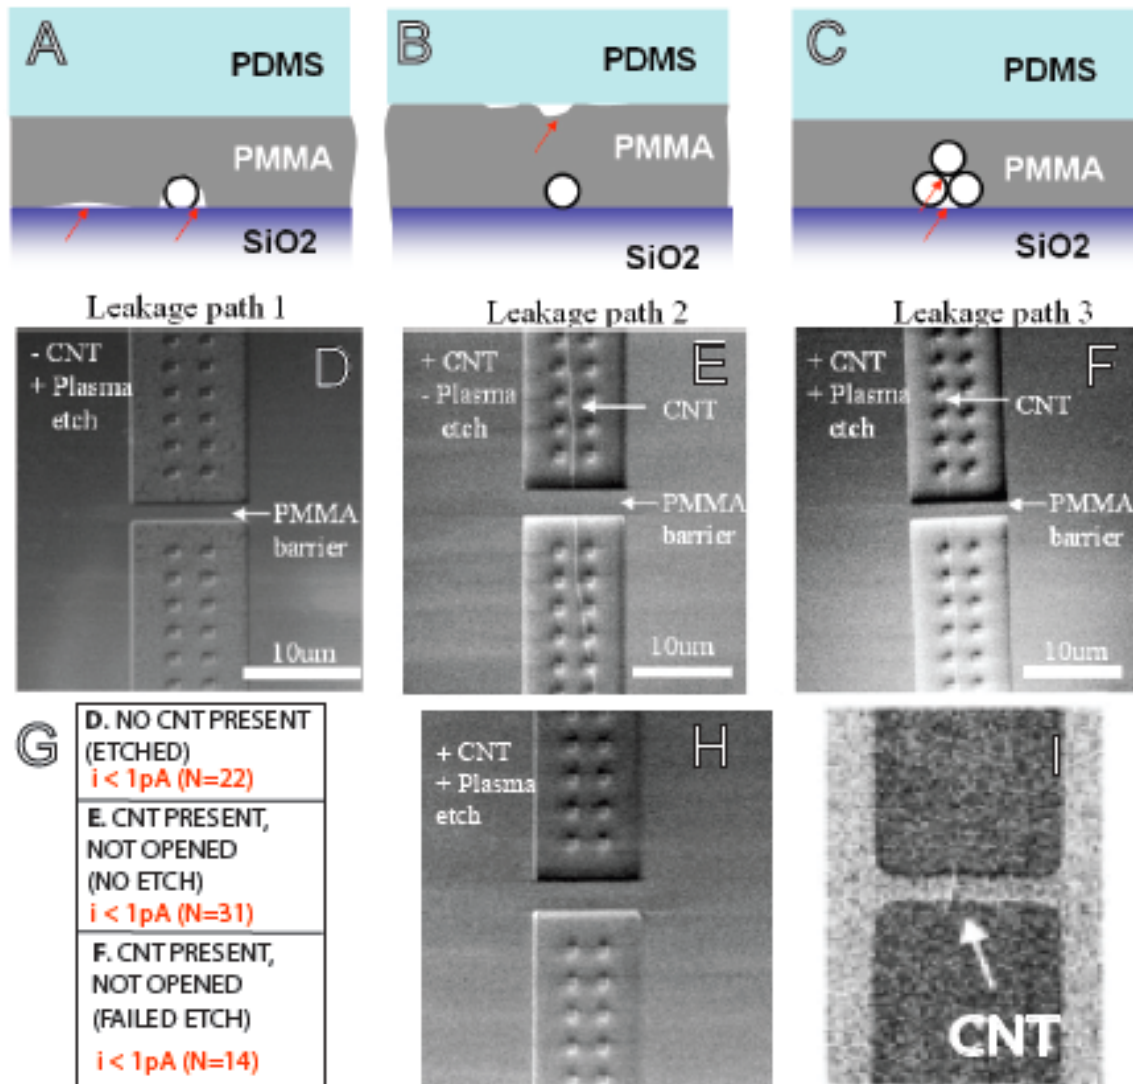 A
PDMS
PMMA
SiO2
Leakage path 1
B
PDMS
PMMA
SiO2
Leakage path 2
C
PDMS
PMMA
SiO2
Leakage path 3
- CNT
+ Plasma
etch
D
PMMA
barrier
10um
+ CNT
- Plasma
etch
E
CNT
PMMA
barrier
10um
+ CNT
+ Plasma
etch
F
CNT
PMMA
barrier
10um
G
D. NO CNT PRESENT
(ETCHED)
i < 1pA (N=22)
E. CNT PRESENT,
NOT OPENED
(NO ETCH)
i < 1pA (N=31)
F. CNT PRESENT,
NOT OPENED
(FAILED ETCH)
i < 1pA (N=14)
+ CNT
+ Plasma
etch
H
I
CNT